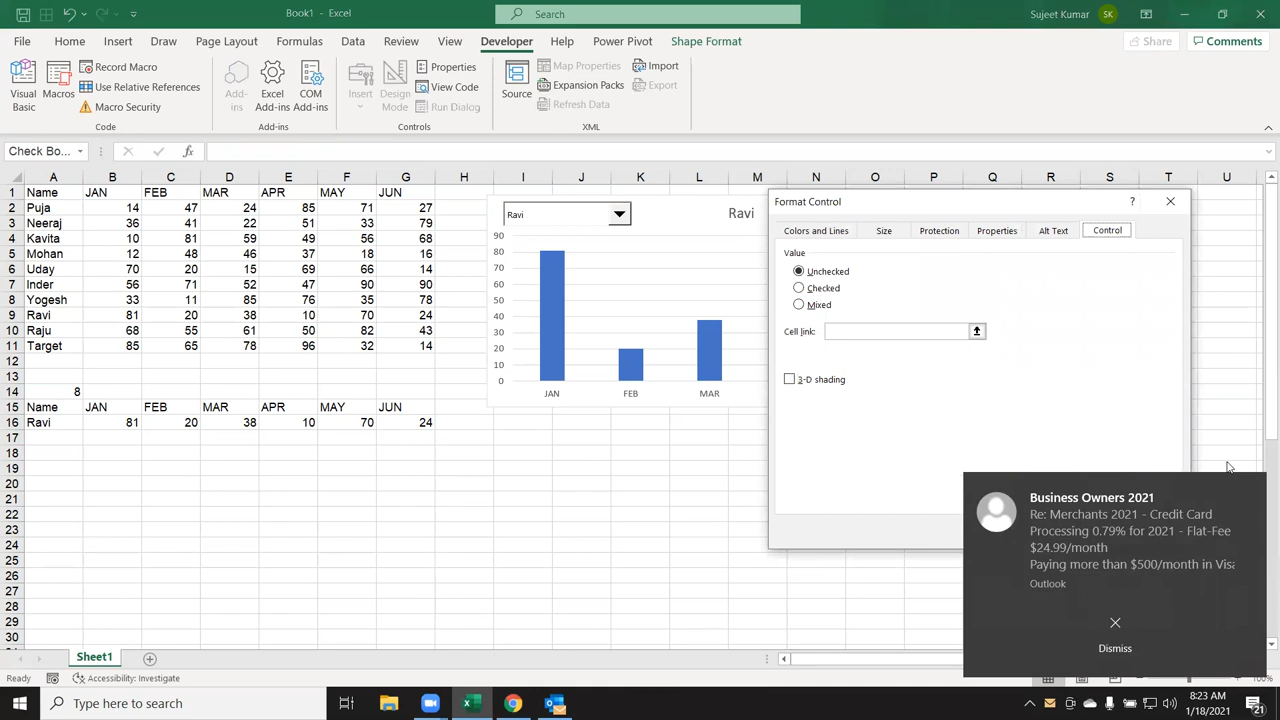 Book1 - Excel
Search
Sujeet Kumar
SK
File Home Insert Draw Page Layout Formulas Data Review View Developer Help Power Pivot Shape Format
Share
Comments
Visual Basic
Macros
Record Macro
Use Relative References
Macro Security
Code
Add-ins
Excel Add-ins
COM Add-ins
Add-ins
Insert
Design Mode
Properties
View Code
Run Dialog
Controls
Source
Map Properties
Expansion Packs
Refresh Data
Import
Export
XML
Check Bo...
fx
A B C D E F G H I J K L M N O P Q R S T U
1 Name JAN FEB MAR APR MAY JUN
2 Puja 14 47 24 85 71 27
3 Neeraj 36 41 22 51 33 79
4 Kavita 10 81 59 49 56 68
5 Mohan 12 48 46 37 18 16
6 Uday 70 20 15 69 66 14
7 Inder 56 71 52 47 90 90
8 Yogesh 33 11 85 76 35 78
9 Ravi 81 20 38 10 70 24
10 Raju 68 55 61 50 82 43
11 Target 85 65 78 96 32 14
12
13
14 8
15 Name JAN FEB MAR APR MAY JUN
16 Ravi 81 20 38 10 70 24
17
18
19
20
21
22
23
24
25
26
27
28
29
30
Ravi
Ravi
90
80
70
60
50
40
30
20
10
0
JAN FEB MAR
Format Control
?
Colors and Lines Size Protection Properties Alt Text Control
Value
Unchecked
Checked
Mixed
Cell link:
3-D shading
Business Owners 2021
Re: Merchants 2021 - Credit Card
Processing 0.79% for 2021 - Flat-Fee
$24.99/month
Paying more than $500/month in Visa
Outlook
Dismiss
Sheet1
Ready
Accessibility: Investigate
100%
Type here to search
8:23 AM
1/18/2021
21